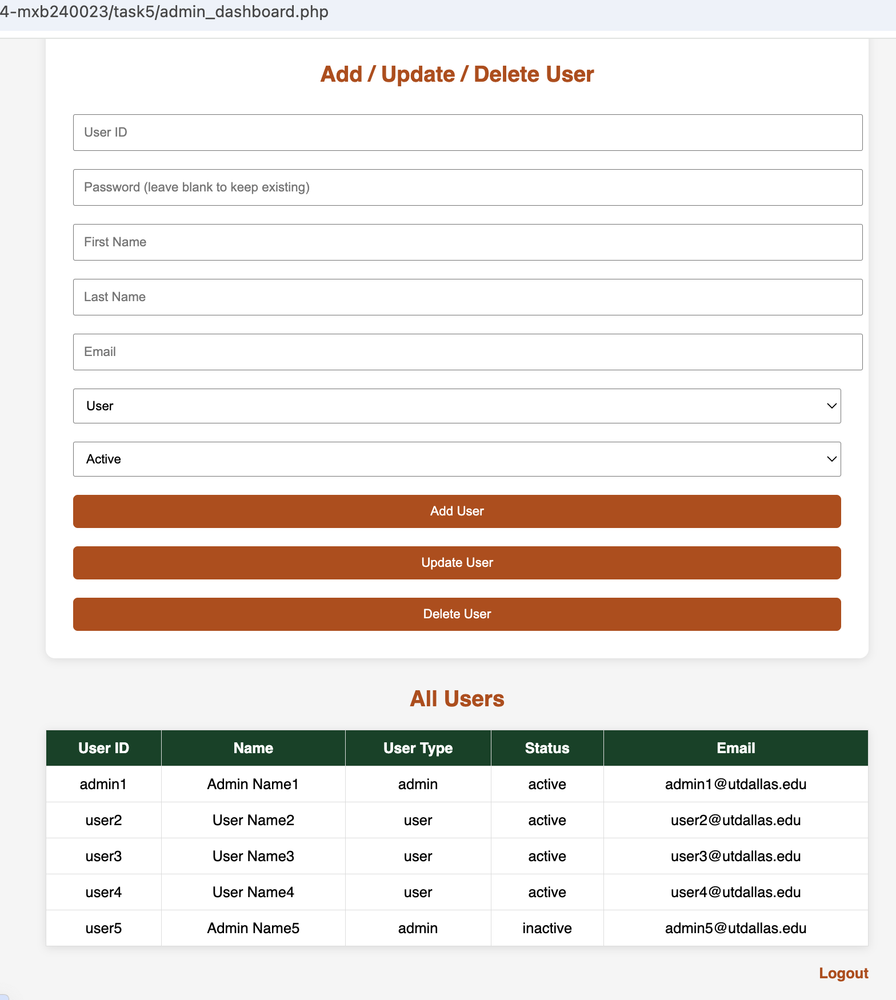 4-mxb240023/task5/admin_dashboard.php
Add / Update / Delete User
User ID
Password (leave blank to keep existing)
First Name
Last Name
Email
User
Active
Add User
Update User
Delete User
All Users
User ID Name User Type Status Email
admin1 Admin Name1 admin active admin1@utdallas.edu
user2 User Name2 user active user2@utdallas.edu
user3 User Name3 user active user3@utdallas.edu
user4 User Name4 user active user4@utdallas.edu
user5 Admin Name5 admin inactive admin5@utdallas.edu
Logout